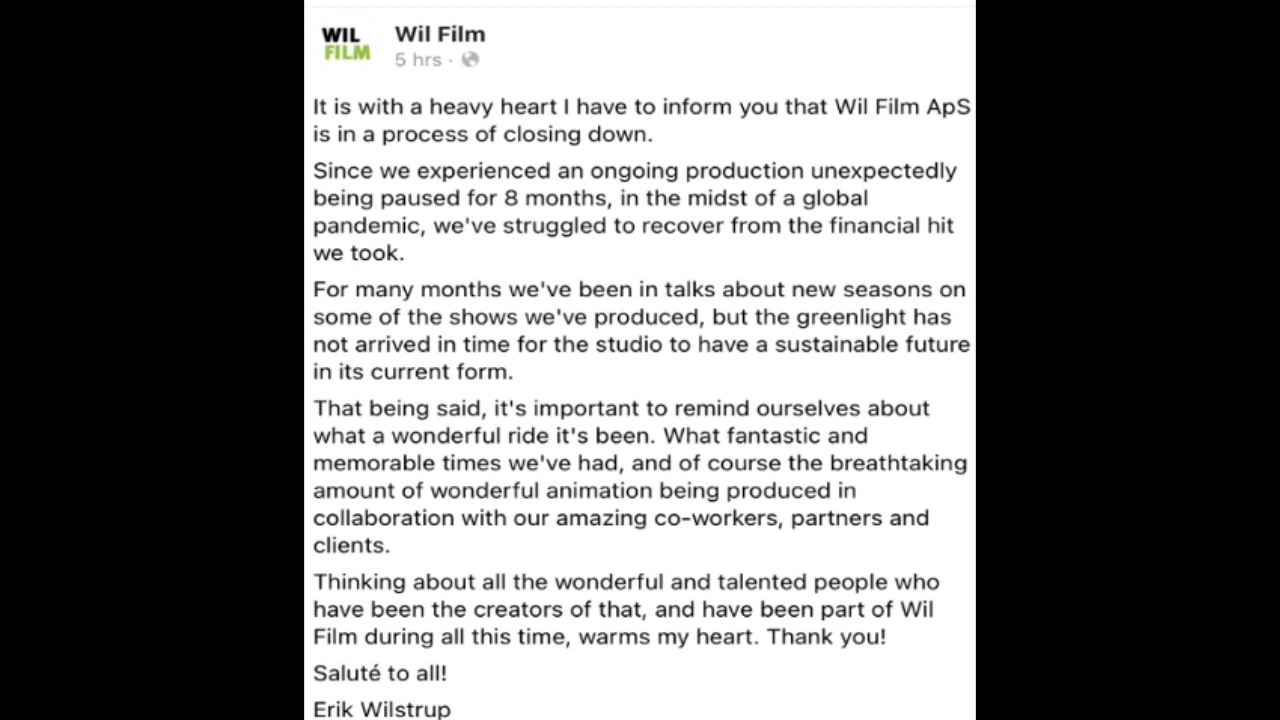 WIL
FILM
Wil Film
5 hrs ·
It is with a heavy heart I have to inform you that Wil Film ApS
is in a process of closing down.
Since we experienced an ongoing production unexpectedly
being paused for 8 months, in the midst of a global
pandemic, we've struggled to recover from the financial hit
we took.
For many months we've been in talks about new seasons on
some of the shows we've produced, but the greenlight has
not arrived in time for the studio to have a sustainable future
in its current form.
That being said, it's important to remind ourselves about
what a wonderful ride it's been. What fantastic and
memorable times we've had, and of course the breathtaking
amount of wonderful animation being produced in
collaboration with our amazing co-workers, partners and
clients.
Thinking about all the wonderful and talented people who
have been the creators of that, and have been part of Wil
Film during all this time, warms my heart. Thank you!
Saluté to all!
Erik Wilstrup